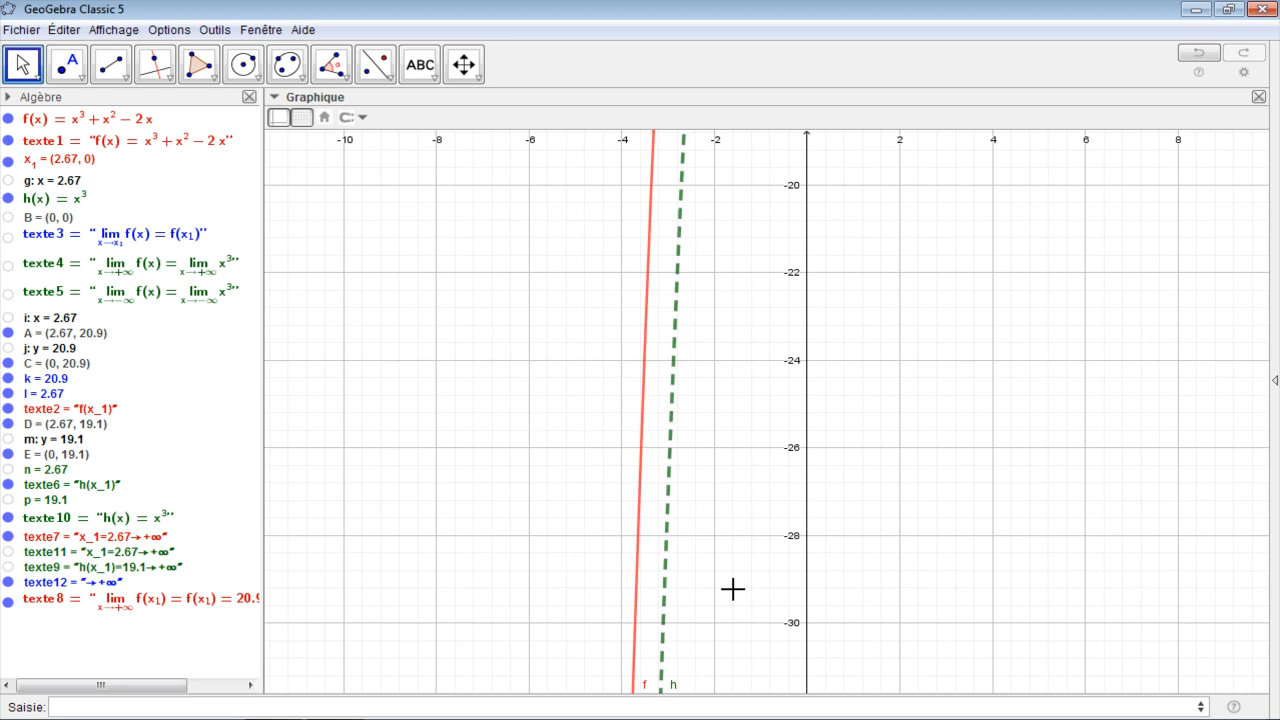 GeoGebra Classic 5
Fichier Éditer Affichage Options Outils Fenêtre Aide
A α ABC
Algèbre
Graphique
f(x) = x³ + x² − 2 x
texte1 = “f(x) = x³ + x² − 2 x”
x₁ = (2.67, 0)
g: x = 2.67
h(x) = x³
B = (0, 0)
texte3 = “ lim x→x₁ f(x) = f(x₁)”
texte4 = “ lim x→+∞ f(x) = lim x→+∞ x³”
texte5 = “ lim x→−∞ f(x) = lim x→−∞ x³”
i: x = 2.67
A = (2.67, 20.9)
j: y = 20.9
C = (0, 20.9)
k = 20.9
l = 2.67
texte2 = “f(x_1)”
D = (2.67, 19.1)
m: y = 19.1
E = (0, 19.1)
n = 2.67
texte6 = “h(x_1)”
p = 19.1
texte10 = “h(x) = x³”
texte7 = “x_1=2.67→+∞”
texte11 = “x_1=2.67→+∞”
texte9 = “h(x_1)=19.1→+∞”
texte12 = “→+∞”
texte8 = “ lim x→+∞ f(x₁) = f(x₁) = 20.9
-10 -8 -6 -4 -2 2 4 6 8
-20
-22
-24
-26
-28
-30
f h
Saisie: